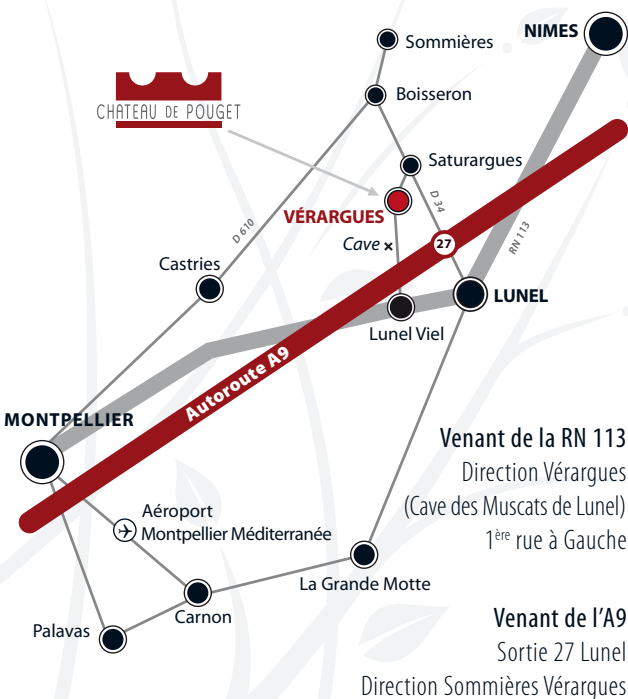 NIMES
Sommières
Boisseron
CHATEAU DE POUGET
Saturargues
D 34
VÉRARGUES
D 610
RN 113
Cave ×
27
Castries
LUNEL
Lunel Viel
Autoroute A9
MONTPELLIER
Venant de la RN 113
Direction Vérargues
(Cave des Muscats de Lunel)
1ère rue à Gauche
Aéroport
Montpellier Méditerranée
La Grande Motte
Carnon
Palavas
Venant de l'A9
Sortie 27 Lunel
Direction Sommières Vérargues